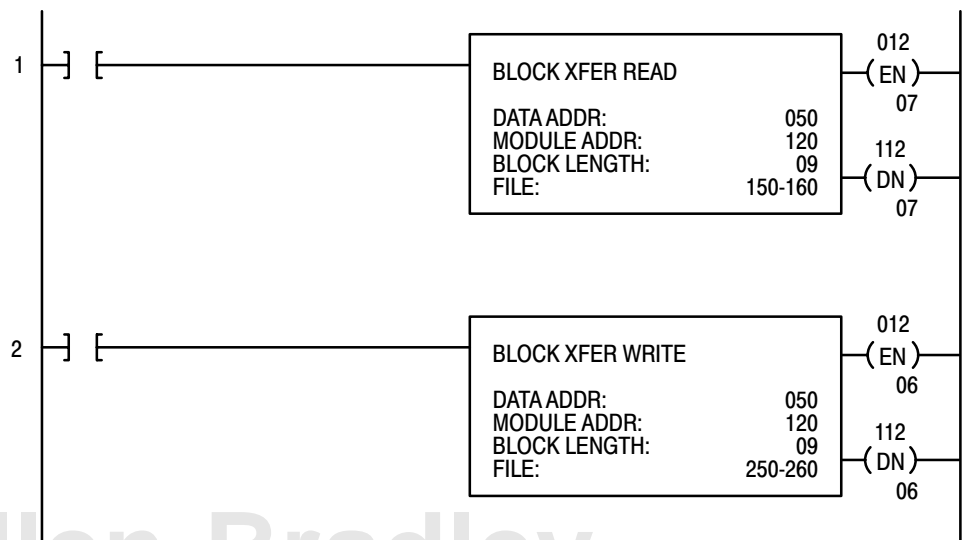 012
1
BLOCK XFER READ
EN
07
DATA ADDR: 050
MODULE ADDR: 120
BLOCK LENGTH: 09
FILE: 150-160
112
DN
07
012
2
BLOCK XFER WRITE
EN
06
DATA ADDR: 050
MODULE ADDR: 120
BLOCK LENGTH: 09
FILE: 250-260
112
DN
06
llen-Bradley